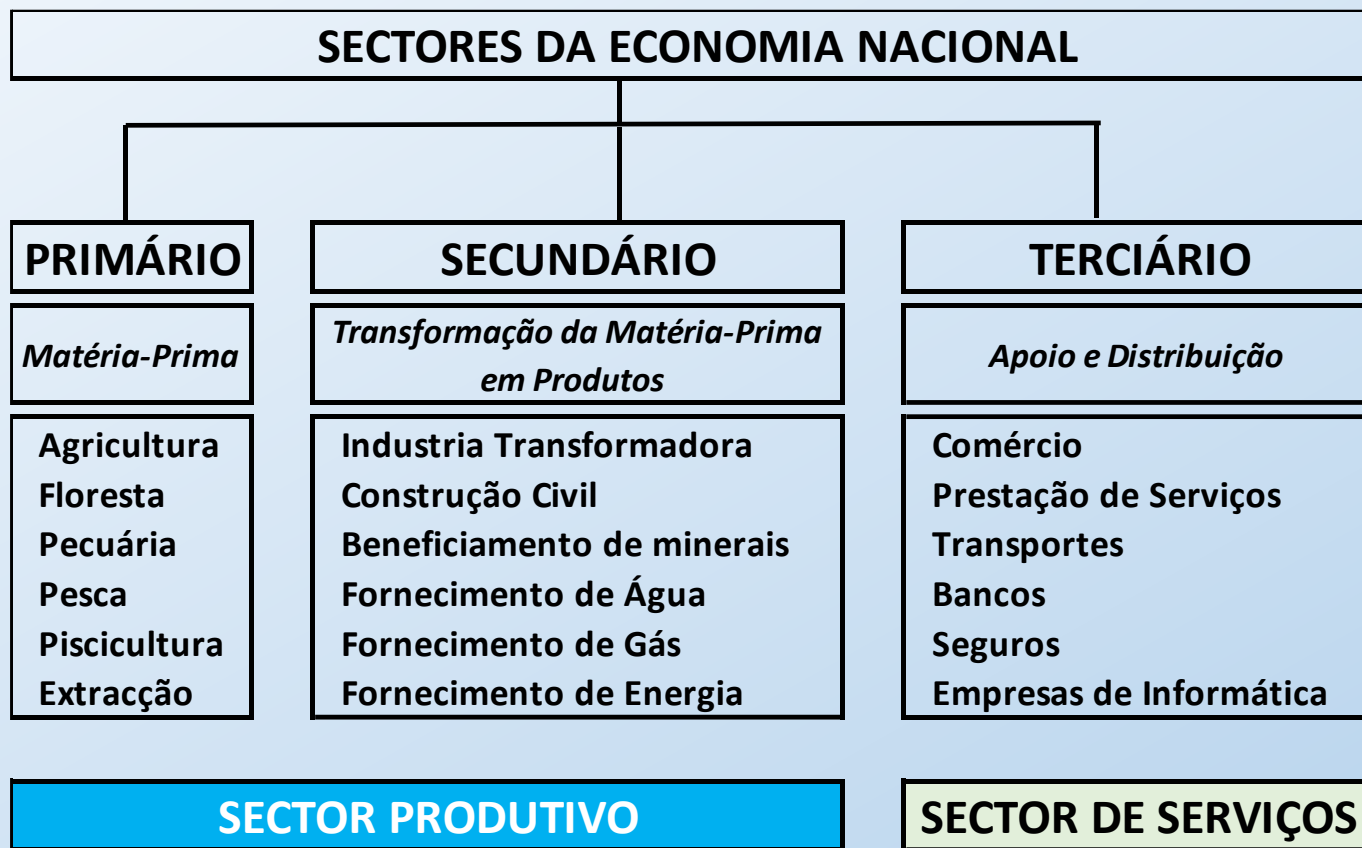 SECTORES DA ECONOMIA NACIONAL
PRIMÁRIO
Matéria-Prima
Agricultura
Floresta
Pecuária
Pesca
Piscicultura
Extracção
SECUNDÁRIO
Transformação da Matéria-Prima
em Produtos
Industria Transformadora
Construção Civil
Beneficiamento de minerais
Fornecimento de Água
Fornecimento de Gás
Fornecimento de Energia
TERCIÁRIO
Apoio e Distribuição
Comércio
Prestação de Serviços
Transportes
Bancos
Seguros
Empresas de Informática
SECTOR PRODUTIVO
SECTOR DE SERVIÇOS